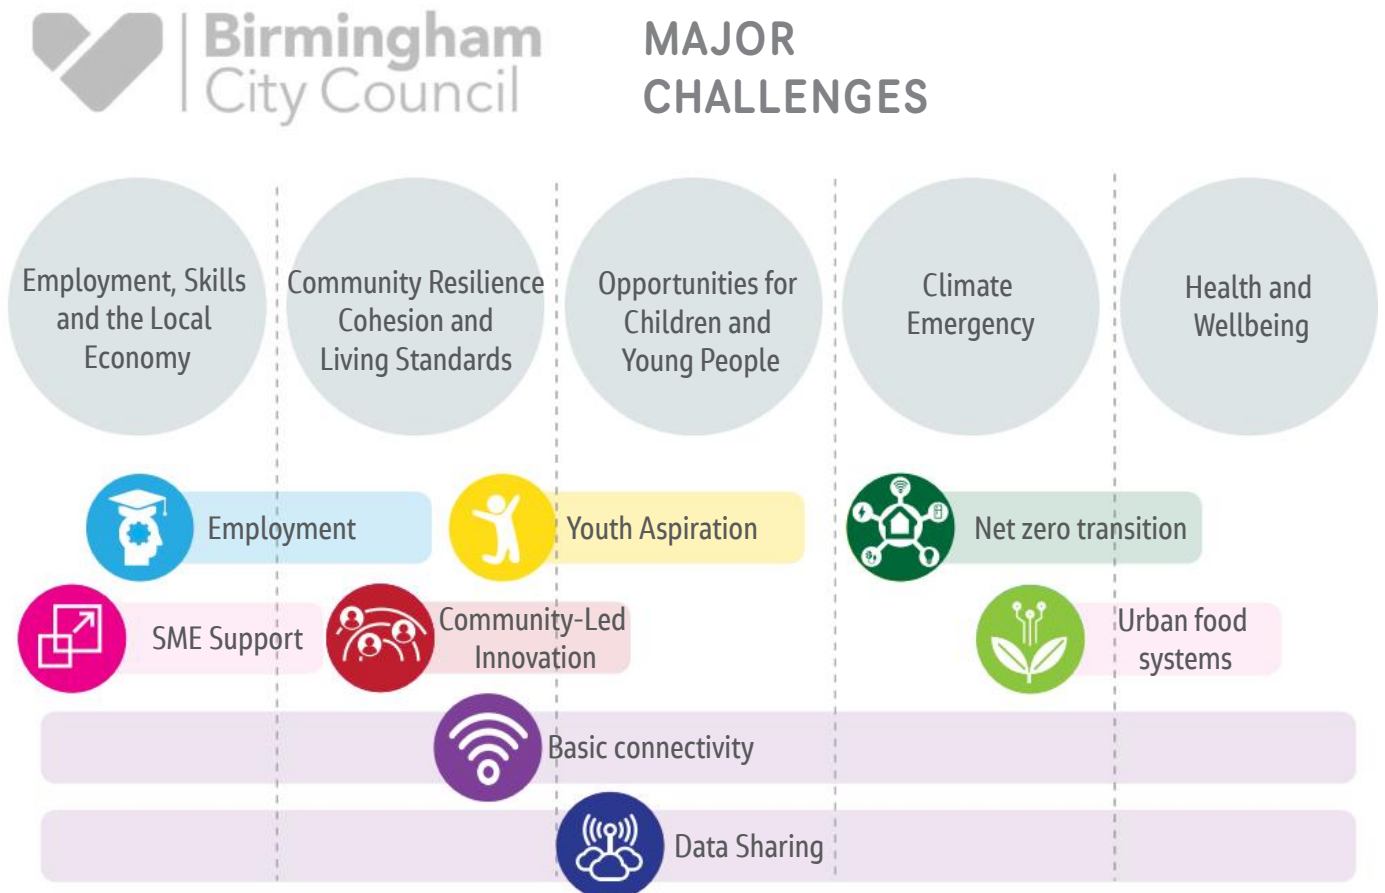 Birmingham
City Council
MAJOR
CHALLENGES
Employment, Skills
and the Local
Economy
Community Resilience
Cohesion and
Living Standards
Opportunities for
Children and
Young People
Climate
Emergency
Health and
Wellbeing
Employment
Youth Aspiration
Net zero transition
SME Support
Community-Led
Innovation
Urban food
systems
Basic connectivity
Data Sharing